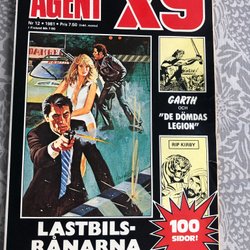 AGENT X9
Nr 12 • 1981 • Pris 7:50
DANGER
GARTH
OCH
"DE DÖMDAS
LEGION"
RIP KIRBY
LASTBILS-
RÅNARNA
100
SIDOR!